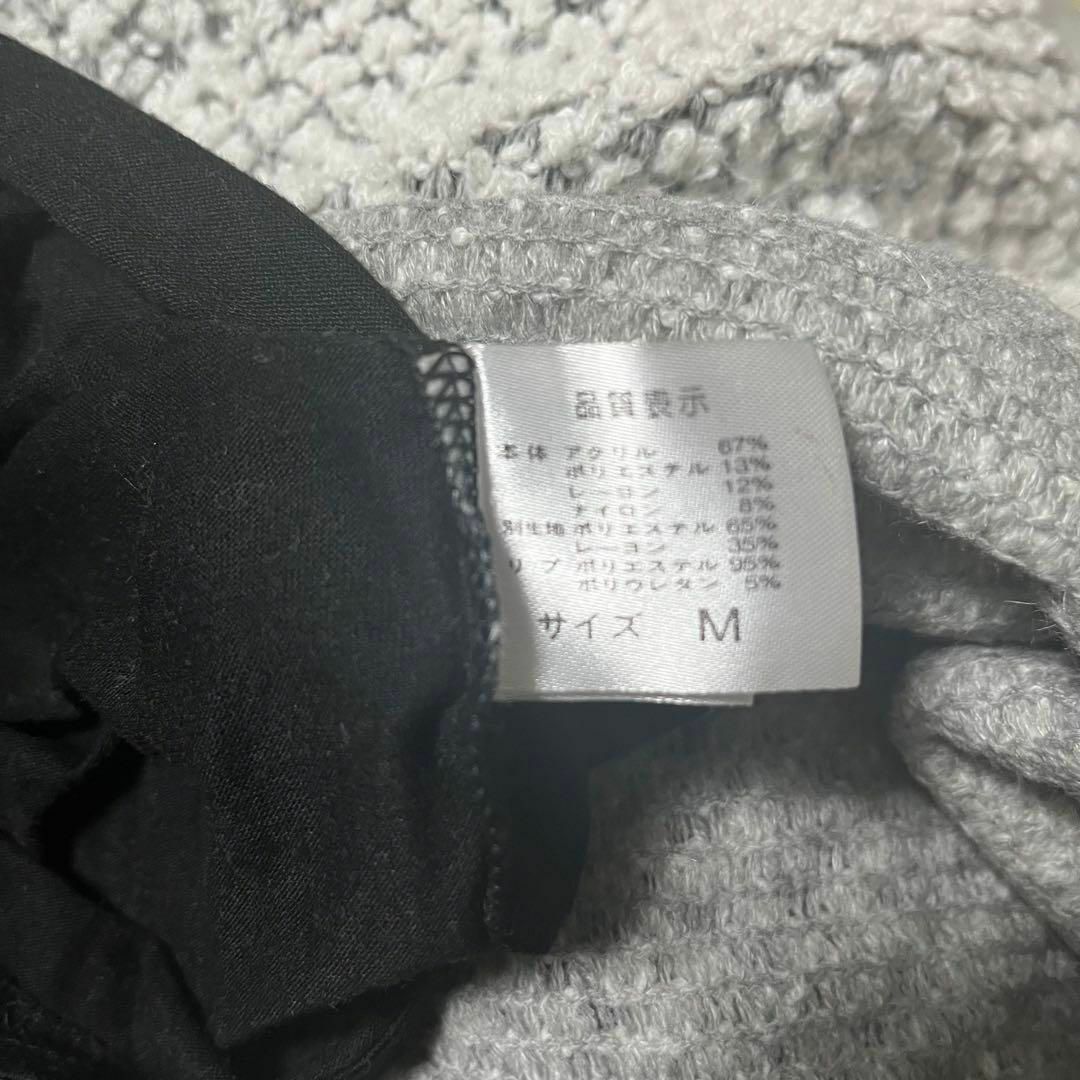 品質表示
本体 アクリル 67%
ポリエステル 13%
レーヨン 12%
ナイロン 8%
別生地 ポリエステル 65%
レーヨン 35%
リブ ポリエステル 95%
ポリウレタン 5%
サイズ M